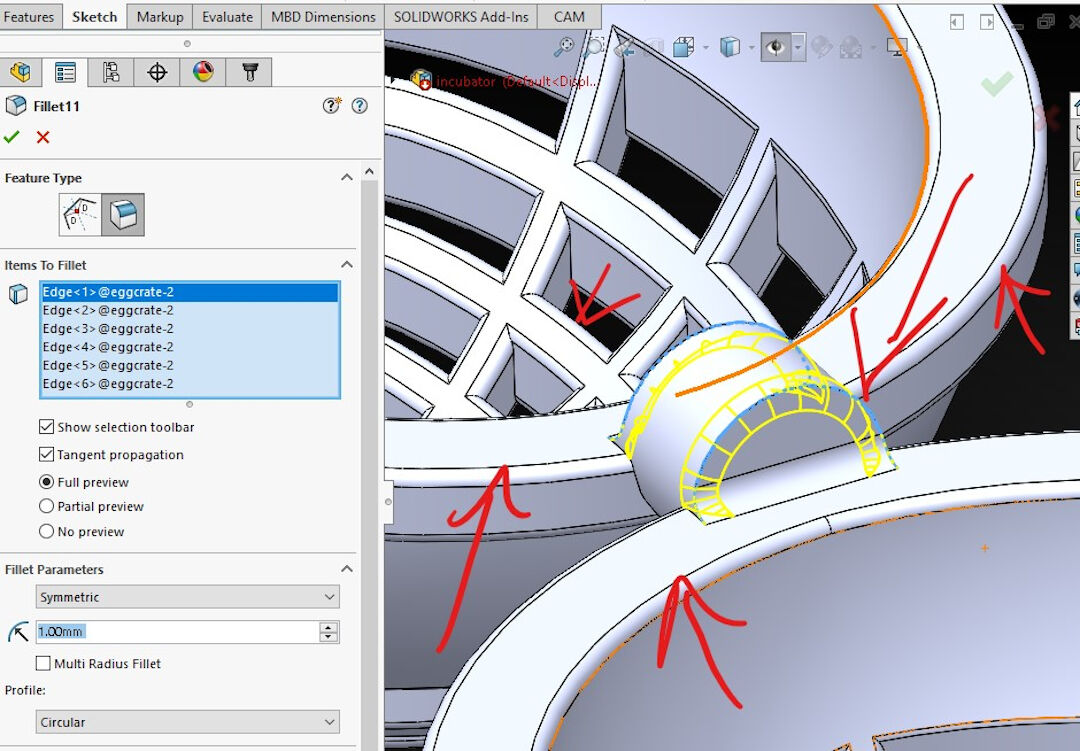 Features Sketch Markup Evaluate MBD Dimensions SOLIDWORKS Add-Ins CAM
incubator (Default<Displ...
Fillet11
Feature Type
Items To Fillet
Edge<1>@eggcrate-2
Edge<2>@eggcrate-2
Edge<3>@eggcrate-2
Edge<4>@eggcrate-2
Edge<5>@eggcrate-2
Edge<6>@eggcrate-2
Show selection toolbar
Tangent propagation
Full preview
Partial preview
No preview
Fillet Parameters
Symmetric
1.00mm
Multi Radius Fillet
Profile:
Circular